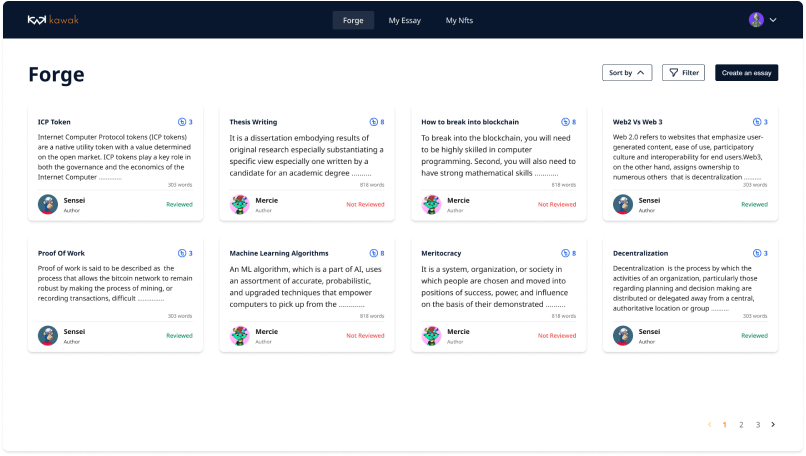 kawak
Forge
My Essay
My Nfts
Forge
Sort by
Filter
Create an essay
ICP Token
3
Internet Computer Protocol tokens (ICP tokens)
are a native utility token with a value determined
on the open market. ICP tokens play a key role in
both the governance and the economics of the
Internet Computer ............
303 words
Sensei
Author
Reviewed
Thesis Writing
8
It is a dissertation embodying results of
original research especially substantiating a
specific view especially one written by a
candidate for an academic degree ..........
818 words
Mercie
Author
Not Reviewed
How to break into blockchain
8
To break into the blockchain, you will need
to be highly skilled in computer
programming. Second, you will also need to
have strong mathematical skills ............
818 words
Mercie
Author
Not Reviewed
Web2 Vs Web 3
3
Web 2.0 refers to websites that emphasize user-
generated content, ease of use, participatory
culture and interoperability for end users.Web3,
on the other hand, assigns ownership to
numerous others that is decentralization .........
303 words
Sensei
Author
Reviewed
Proof Of Work
3
Proof of work is said to be described as the
process that allows the bitcoin network to remain
robust by making the process of mining, or
recording transactions, difficult ..............
303 words
Sensei
Author
Reviewed
Machine Learning Algorithms
8
An ML algorithm, which is a part of AI, uses
an assortment of accurate, probabilistic,
and upgraded techniques that empower
computers to pick up from the ..........
818 words
Mercie
Author
Not Reviewed
Meritocracy
8
It is a system, organization, or society in
which people are chosen and moved into
positions of success, power, and influence
on the basis of their demonstrated ..........
818 words
Mercie
Author
Not Reviewed
Decentralization
3
Decentralization is the process by which the
activities of an organization, particularly those
regarding planning and decision making are
distributed or delegated away from a central,
authoritative location or group .........
303 words
Sensei
Author
Reviewed
1 2 3